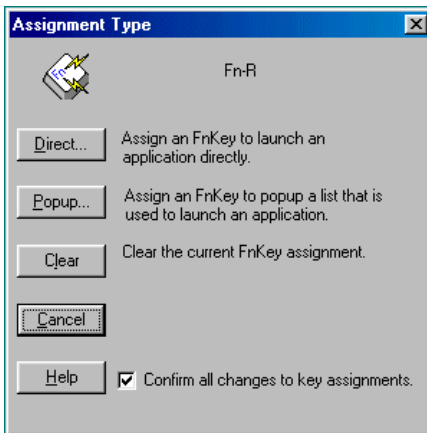 Assignment Type
Fn-
Fn-R
Direct...
Assign an FnKey to launch an
application directly.
Popup...
Assign an FnKey to popup a list that is
used to launch an application.
Clear
Clear the current FnKey assignment.
Cancel
Help
Confirm all changes to key assignments.